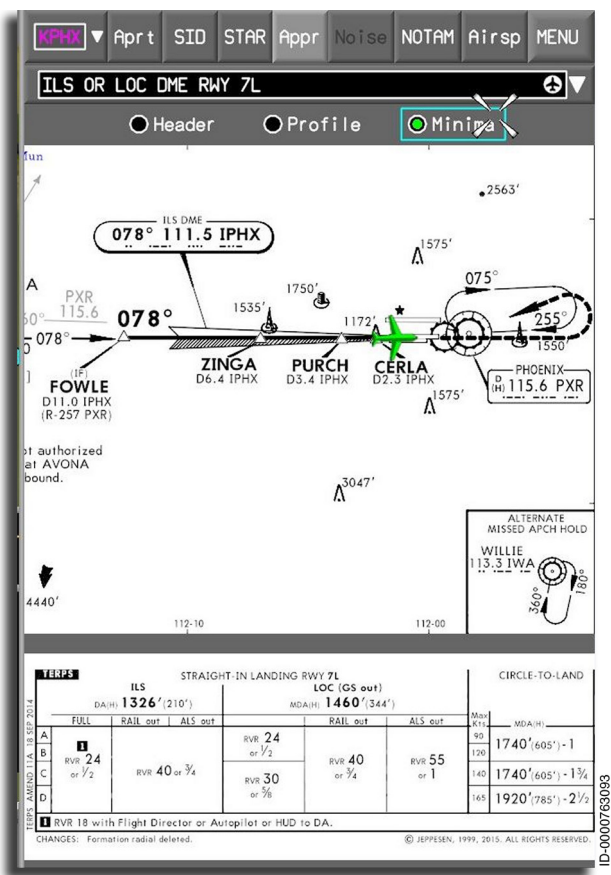 KPHX Aprt SID STAR Appr Noise NOTAM Airsp MENU
ILS OR LOC DME RWY 7L
Header Profile Minima
Mun
2563'
ILS DME
078° 111.5 IPHX
1575'
075°
A
PXR
115.6
1750'
1535'
078°
1172'
255°
60°
078°
1550'
(IF)
FOWLE
D11.0 IPHX
(R-257 PXR)
ZINGA
D6.4 IPHX
PURCH
D3.4 IPHX
CERLA
D2.3 IPHX
PHOENIX
D
(H) 115.6 PXR
1575'
ot authorized
at AVONA
bound.
3047'
ALTERNATE
MISSED APCH HOLD
WILLIE
113.3 IWA
360°
180°
4440'
112-10
112-00
TERPS
STRAIGHT-IN LANDING RWY 7L
CIRCLE-TO-LAND
ILS
LOC (GS out)
DA(H) 1326'(210')
MDA(H) 1460'(344')
FULL RAIL out ALS out
RAIL out ALS out
Max
Kts
MDA(H)
A
B
C
D
1
RVR 24
or 1/2
RVR 40 or 3/4
RVR 24
or 1/2
RVR 30
or 5/8
RVR 40
or 3/4
RVR 55
or 1
90
120
1740'(605')-1
140
1740'(605')-1 3/4
165
1920'(785')-2 1/2
1 RVR 18 with Flight Director or Autopilot or HUD to DA.
CHANGES: Formation radial deleted.
© JEPPESEN, 1999, 2015. ALL RIGHTS RESERVED.
TERPS AMEND 11A 18 SEP 2014
ID-0000763093